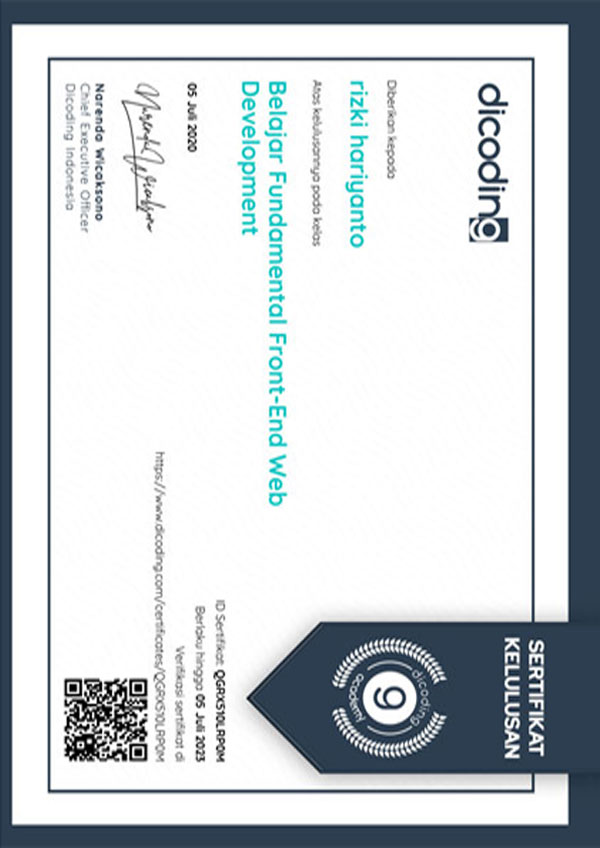 dicoding
SERTIFIKAT
KELULUSAN
dicoding
academy
Diberikan kepada
rizki hariyanto
Atas kelulusannya pada kelas
Belajar Fundamental Front-End Web
Development
05 Juli 2020
Narenda Wicaksono
Chief Executive Officer
Dicoding Indonesia
ID Sertifikat: QGRX510LRP0M
Berlaku hingga 05 Juli 2023
Verifikasi sertifikat di
https://www.dicoding.com/certificates/QGRX510LRP0M